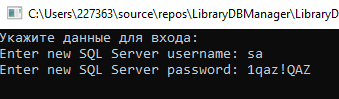 C:\Users\227363\source\repos\LibraryDBManager\LibraryD
Укажите данные для входа:
Enter new SQL Server username: sa
Enter new SQL Server password: 1qaz!QAZ